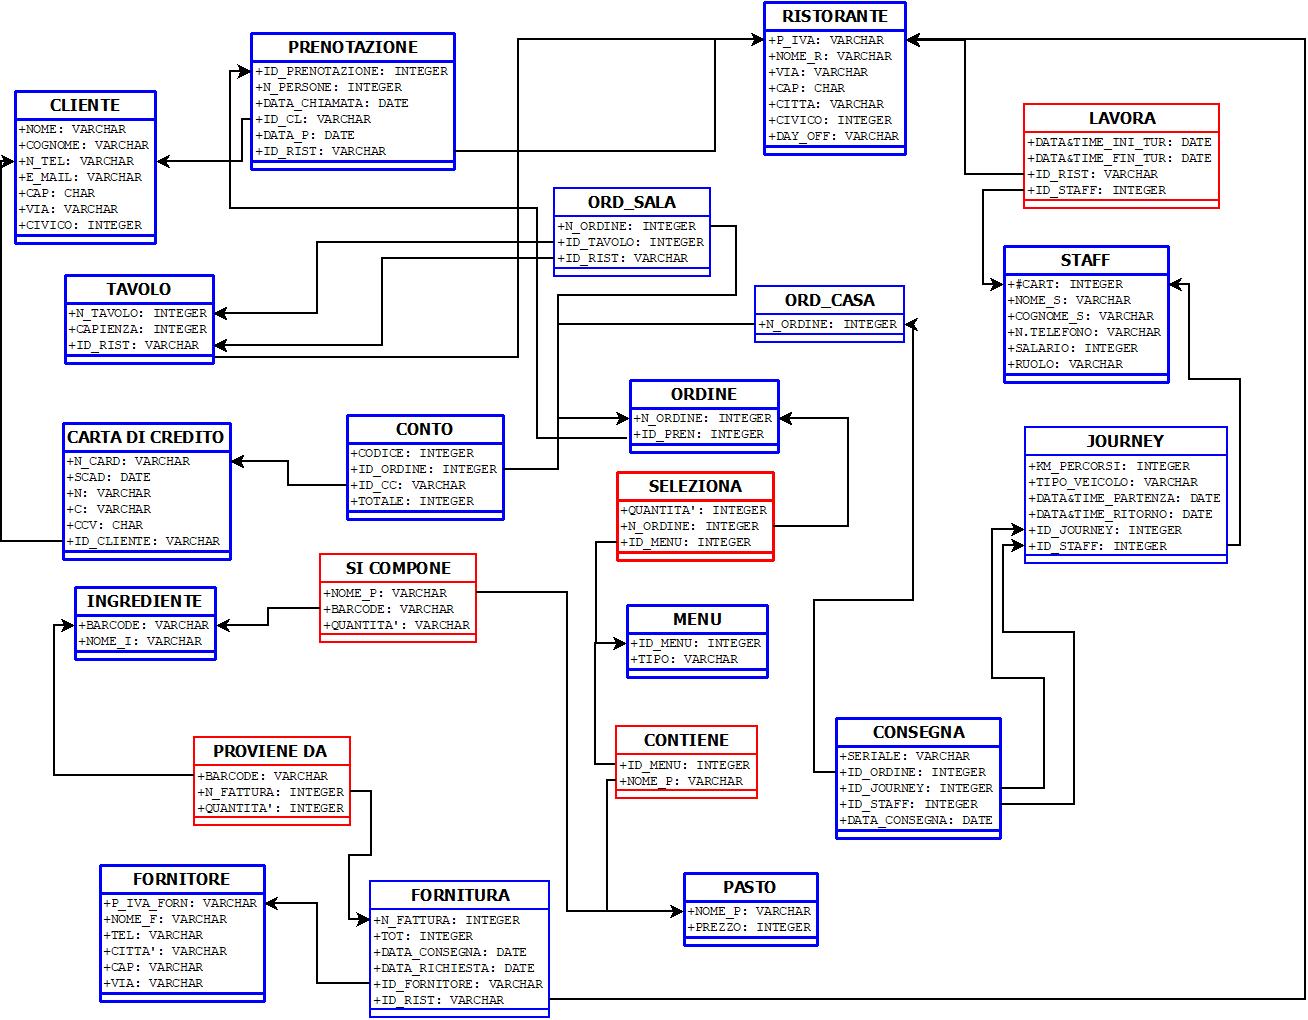 RISTORANTE
+P_IVA: VARCHAR
+NOME_R: VARCHAR
+VIA: VARCHAR
+CAP: CHAR
+CITTA: VARCHAR
+CIVICO: INTEGER
+DAY_OFF: VARCHAR
PRENOTAZIONE
+ID_PRENOTAZIONE: INTEGER
+N_PERSONE: INTEGER
+DATA_CHIAMATA: DATE
+ID_CL: VARCHAR
+DATA_P: DATE
+ID_RIST: VARCHAR
CLIENTE
+NOME: VARCHAR
+COGNOME: VARCHAR
+N_TEL: VARCHAR
+E_MAIL: VARCHAR
+CAP: CHAR
+VIA: VARCHAR
+CIVICO: INTEGER
LAVORA
+DATA&TIME_INI_TUR: DATE
+DATA&TIME_FIN_TUR: DATE
+ID_RIST: VARCHAR
+ID_STAFF: INTEGER
ORD_SALA
+N_ORDINE: INTEGER
+ID_TAVOLO: INTEGER
+ID_RIST: VARCHAR
STAFF
+#CART: INTEGER
+NOME_S: VARCHAR
+COGNOME_S: VARCHAR
+N.TELEFONO: VARCHAR
+SALARIO: INTEGER
+RUOLO: VARCHAR
TAVOLO
+N_TAVOLO: INTEGER
+CAPIENZA: INTEGER
+ID_RIST: VARCHAR
ORD_CASA
+N_ORDINE: INTEGER
ORDINE
+N_ORDINE: INTEGER
+ID_PREN: INTEGER
CARTA DI CREDITO
+N_CARD: VARCHAR
+SCAD: DATE
+N: VARCHAR
+C: VARCHAR
+CCV: CHAR
+ID_CLIENTE: VARCHAR
CONTO
+CODICE: INTEGER
+ID_ORDINE: INTEGER
+ID_CC: VARCHAR
+TOTALE: INTEGER
JOURNEY
+KM_PERCORSI: INTEGER
+TIPO_VEICOLO: VARCHAR
+DATA&TIME_PARTENZA: DATE
+DATA&TIME_RITORNO: DATE
+ID_JOURNEY: INTEGER
+ID_STAFF: INTEGER
SELEZIONA
+QUANTITA': INTEGER
+N_ORDINE: INTEGER
+ID_MENU: INTEGER
SI COMPONE
+NOME_P: VARCHAR
+BARCODE: VARCHAR
+QUANTITA': VARCHAR
INGREDIENTE
+BARCODE: VARCHAR
+NOME_I: VARCHAR
MENU
+ID_MENU: INTEGER
+TIPO: VARCHAR
CONSEGNA
+SERIALE: VARCHAR
+ID_ORDINE: INTEGER
+ID_JOURNEY: INTEGER
+ID_STAFF: INTEGER
+DATA_CONSEGNA: DATE
CONTIENE
+ID_MENU: INTEGER
+NOME_P: VARCHAR
PROVIENE DA
+BARCODE: VARCHAR
+N_FATTURA: INTEGER
+QUANTITA': INTEGER
FORNITORE
+P_IVA_FORN: VARCHAR
+NOME_F: VARCHAR
+TEL: VARCHAR
+CITTA': VARCHAR
+CAP: VARCHAR
+VIA: VARCHAR
FORNITURA
+N_FATTURA: INTEGER
+TOT: INTEGER
+DATA_CONSEGNA: DATE
+DATA_RICHIESTA: DATE
+ID_FORNITORE: VARCHAR
+ID_RIST: VARCHAR
PASTO
+NOME_P: VARCHAR
+PREZZO: INTEGER